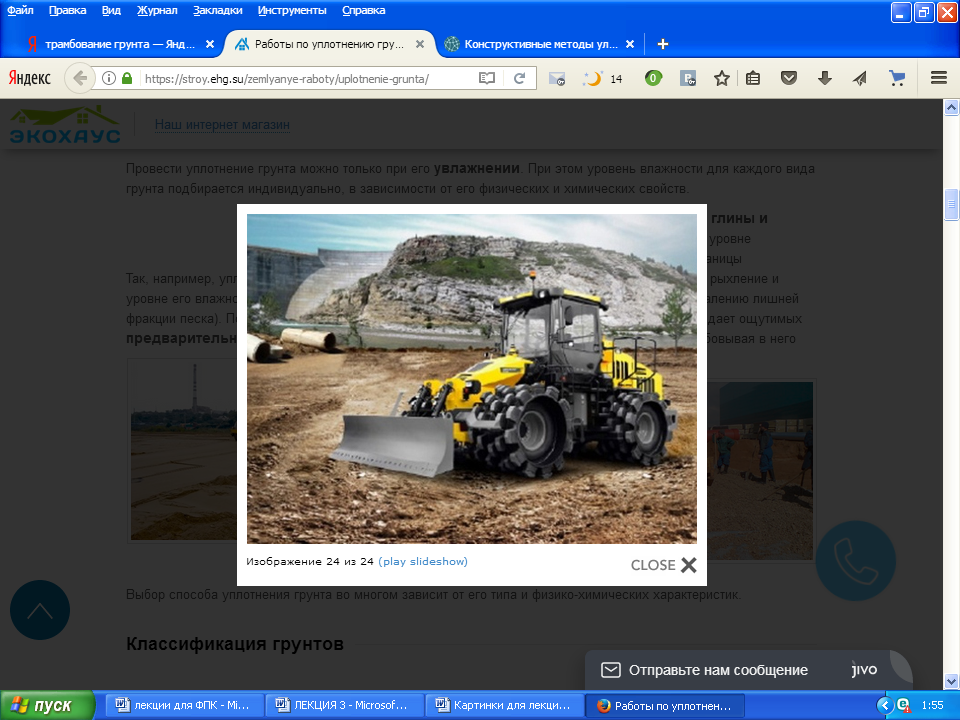 Файл Правка Вид Журнал Закладки Инструменты Справка
трамбование грунта — Янд...
Работы по уплотнению гру...
Конструктивные методы ул...
Яндекс
https://stroy.ehg.su/zemlyanye-raboty/uplotnenie-grunta/
14
0
ЭКОХАУС
Наш интернет магазин
Провести уплотнение грунта можно только при его увлажнении. При этом уровень влажности для каждого вида
грунта подбирается индивидуально, в зависимости от его физических и химических свойств.
глины и
уровне
Так, например, упл
рыхление и
уровне его влажно
лению лишней
фракции песка). По
дает ощутимых
предварительн
бовывая в него
Изображение 24 из 24 (play slideshow)
CLOSE
Выбор способа уплотнения грунта во многом зависит от его типа и физико-химических характеристик.
Классификация грунтов
Отправьте нам сообщение
jivo
пуск
лекции для ФПК - Mi...
ЛЕКЦИЯ 3 - Microsof...
Картинки для лекци...
Работы по уплотнен...
1:55